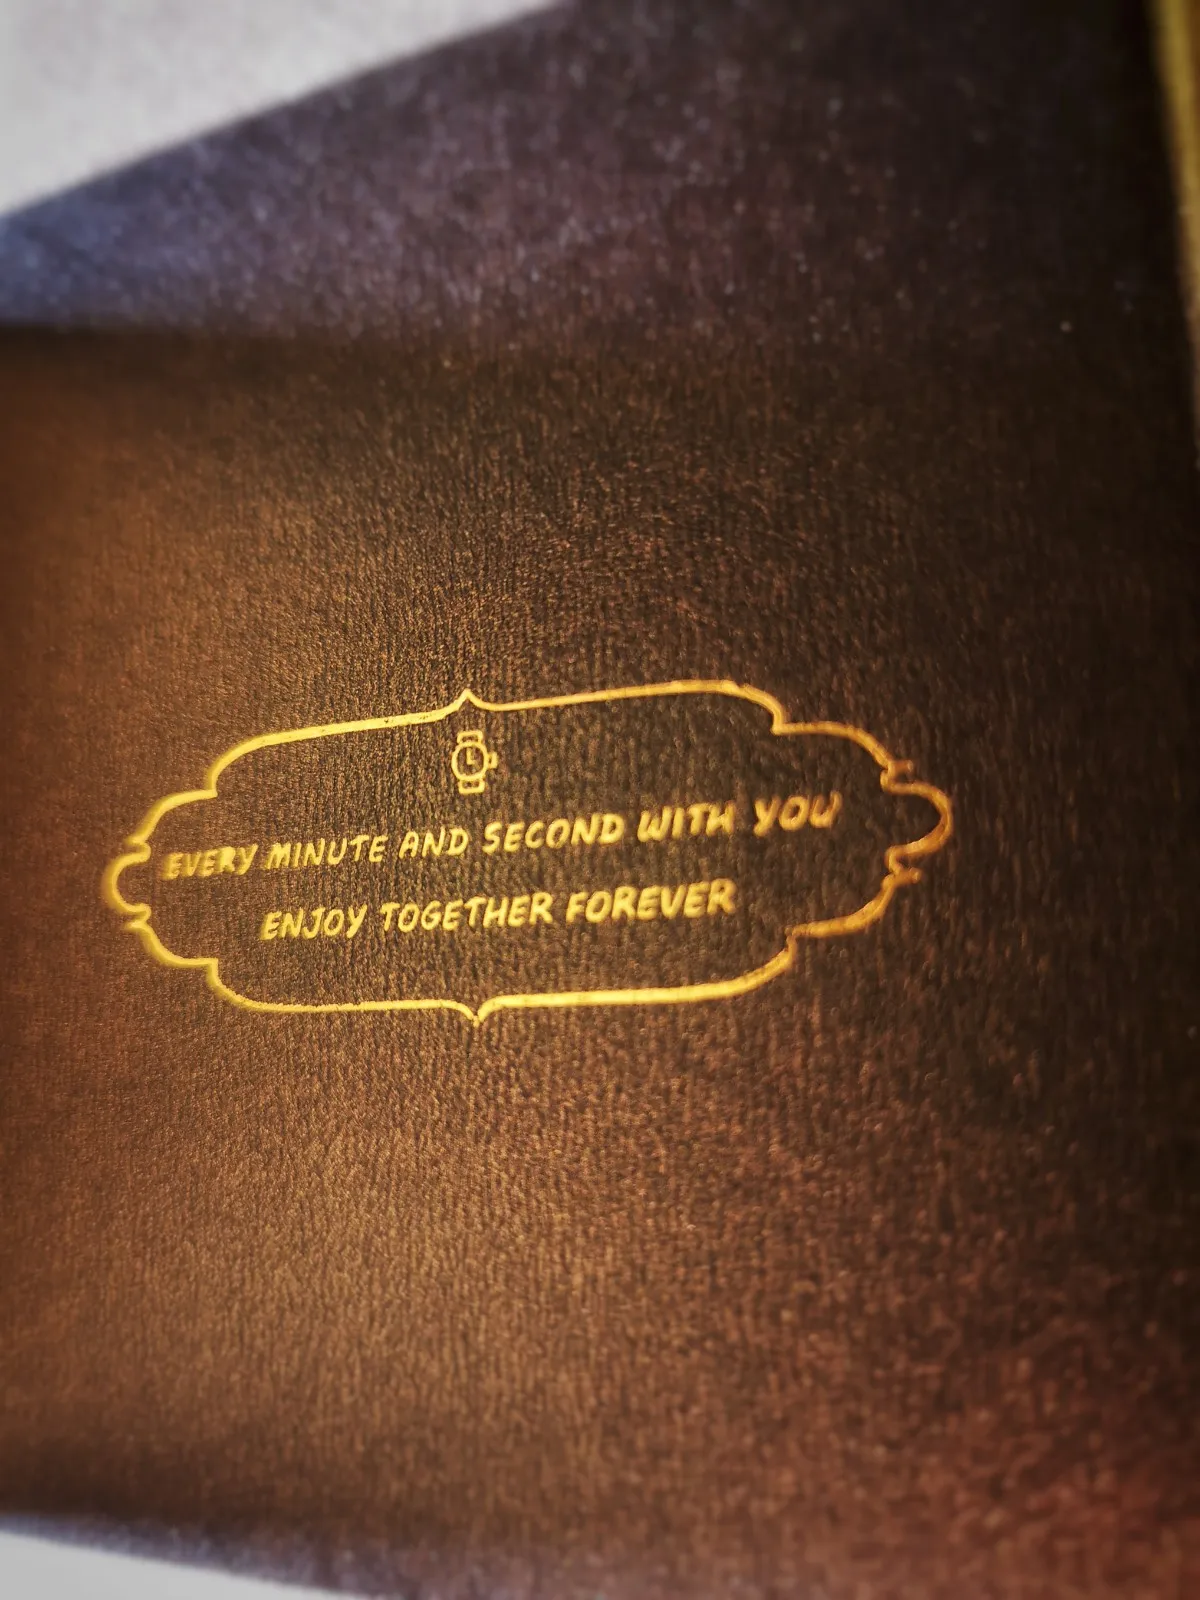 EVERY MINUTE AND SECOND WITH YOU
ENJOY TOGETHER FOREVER